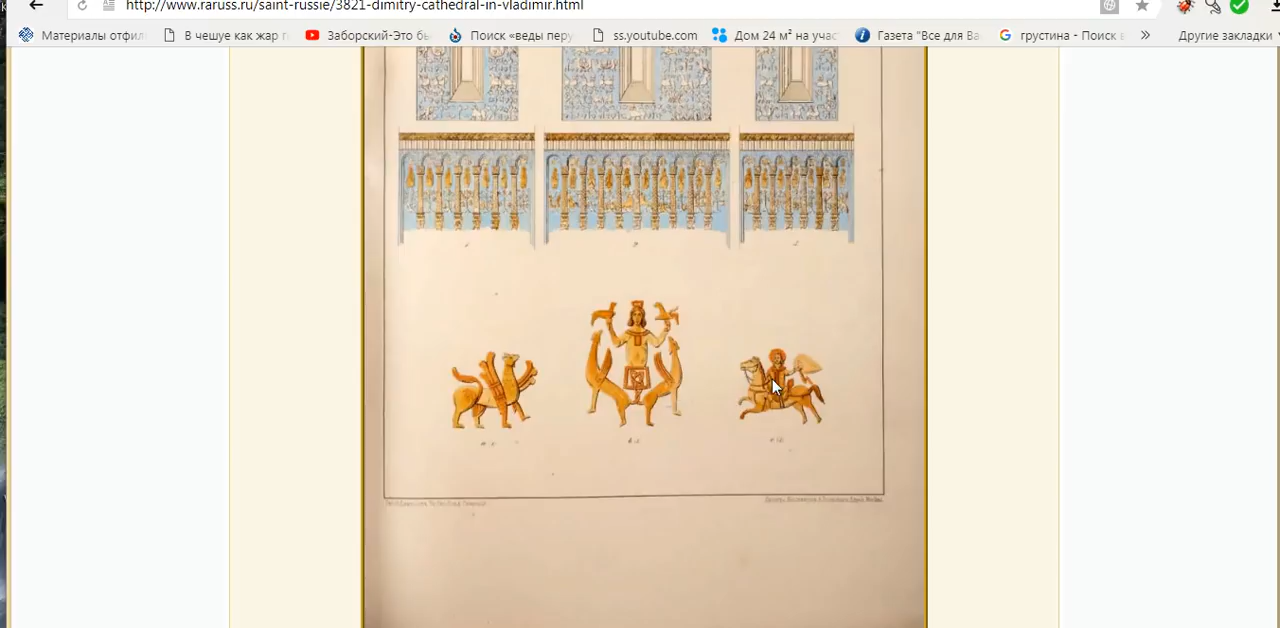 http://www.raruss.ru/saint-russie/3821-dimitry-cathedral-in-vladimir.html
Материалы отфил
В чешуе как жар г
Заборский-Это бы
Поиск «веды перу
ss.youtube.com
Дом 24 м² на учас
Газета "Все для Ва
грустина - Поиск в
»
Другие закладки